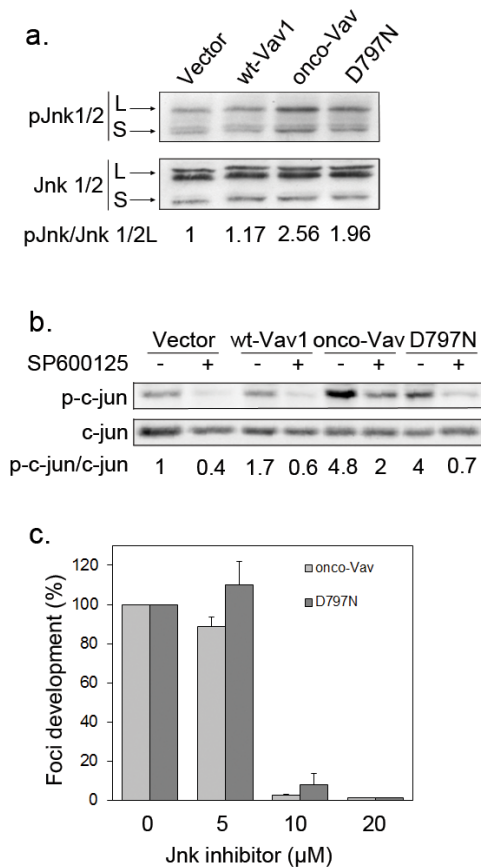 a.
Vector wt-Vav1 onco-Vav D797N
pJnk1/2 L
S
Jnk 1/2 L
S
pJnk/Jnk 1/2L 1 1.17 2.56 1.96
b.
Vector wt-Vav1 onco-Vav D797N
SP600125 - + - + - + - +
p-c-jun
c-jun
p-c-jun/c-jun 1 0.4 1.7 0.6 4.8 2 4 0.7
c.
Foci development (%)
120
100
80
60
40
20
0
onco-Vav
D797N
0 5 10 20
Jnk inhibitor (µM)